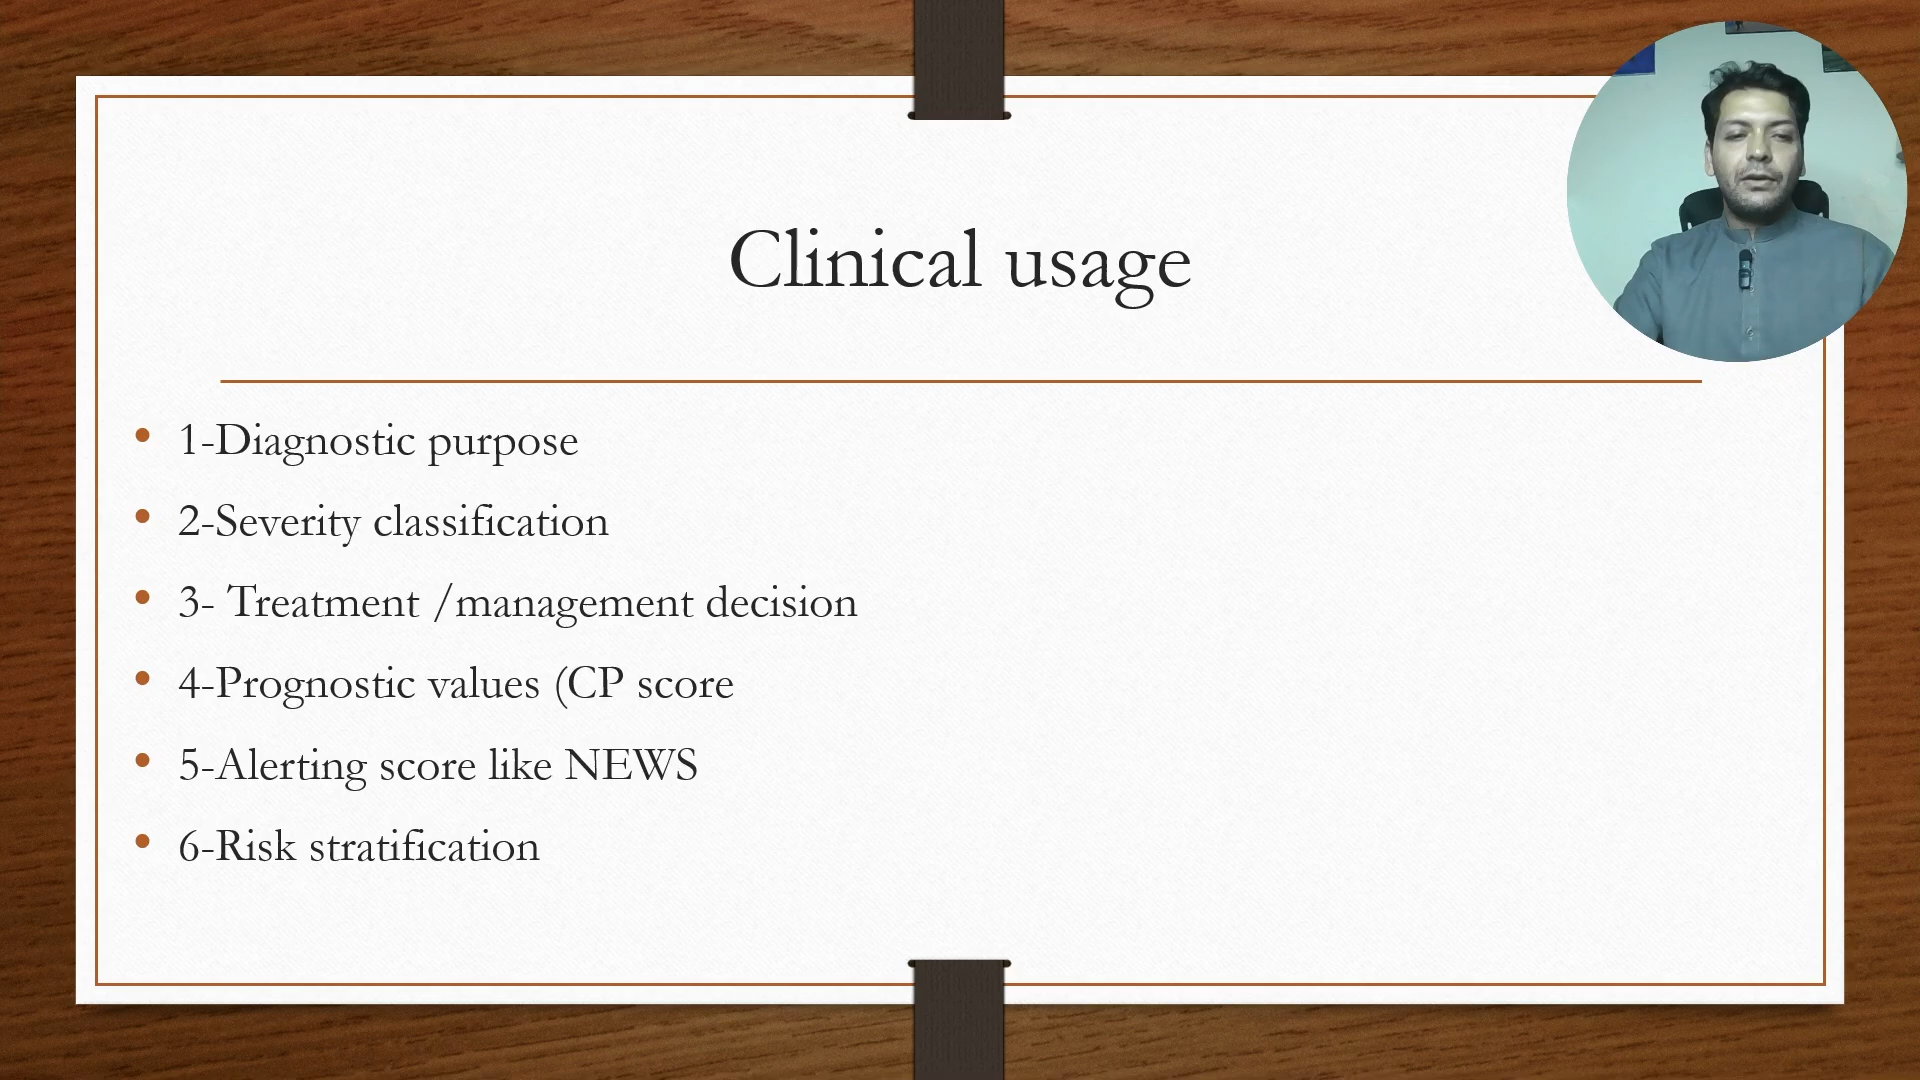 Clinical usage
• 1-Diagnostic purpose
• 2-Severity classification
• 3- Treatment /management decision
• 4-Prognostic values (CP score
• 5-Alerting score like NEWS
• 6-Risk stratification